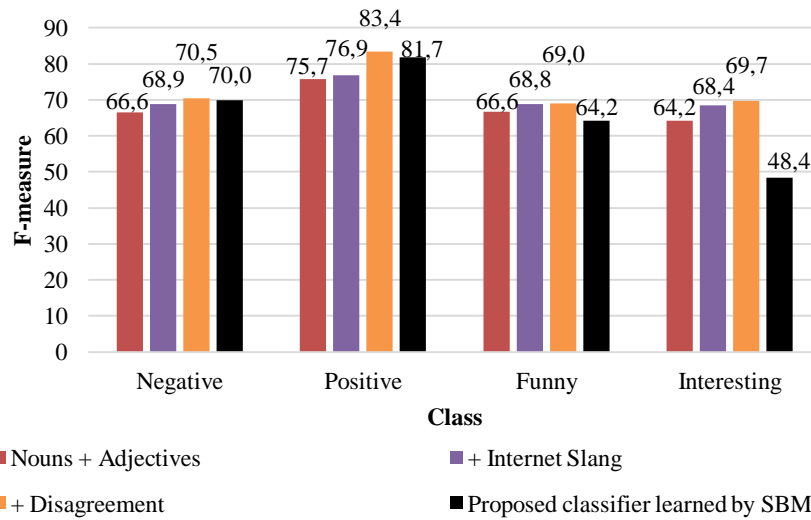 90
80
70
60
50
40
30
20
10
0
F-measure
66,6 68,9 70,5 70,0
75,7 76,9 83,4 81,7
66,6 68,8 69,0 64,2
64,2 68,4 69,7 48,4
Negative Positive Funny Interesting
Class
Nouns + Adjectives + Internet Slang
+ Disagreement Proposed classifier learned by SBM